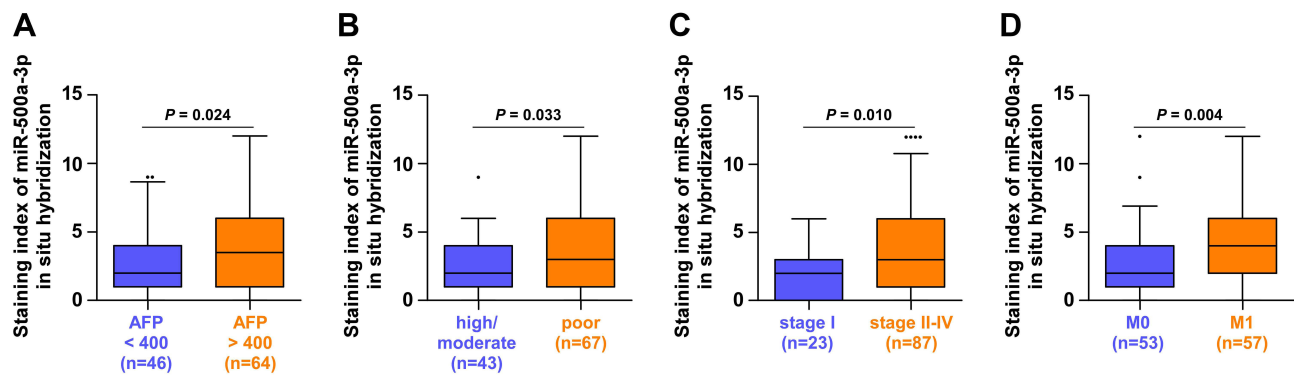 A
Staining index of miR-500a-3p
in situ hybridization
15
10
5
0
P = 0.024
AFP
< 400
(n=46)
AFP
> 400
(n=64)
B
Staining index of miR-500a-3p
in situ hybridization
15
10
5
0
P = 0.033
high/
moderate
(n=43)
poor
(n=67)
C
Staining index of miR-500a-3p
in situ hybridization
15
10
5
0
P = 0.010
stage I
(n=23)
stage II-IV
(n=87)
D
Staining index of miR-500a-3p
in situ hybridization
15
10
5
0
P = 0.004
M0
(n=53)
M1
(n=57)